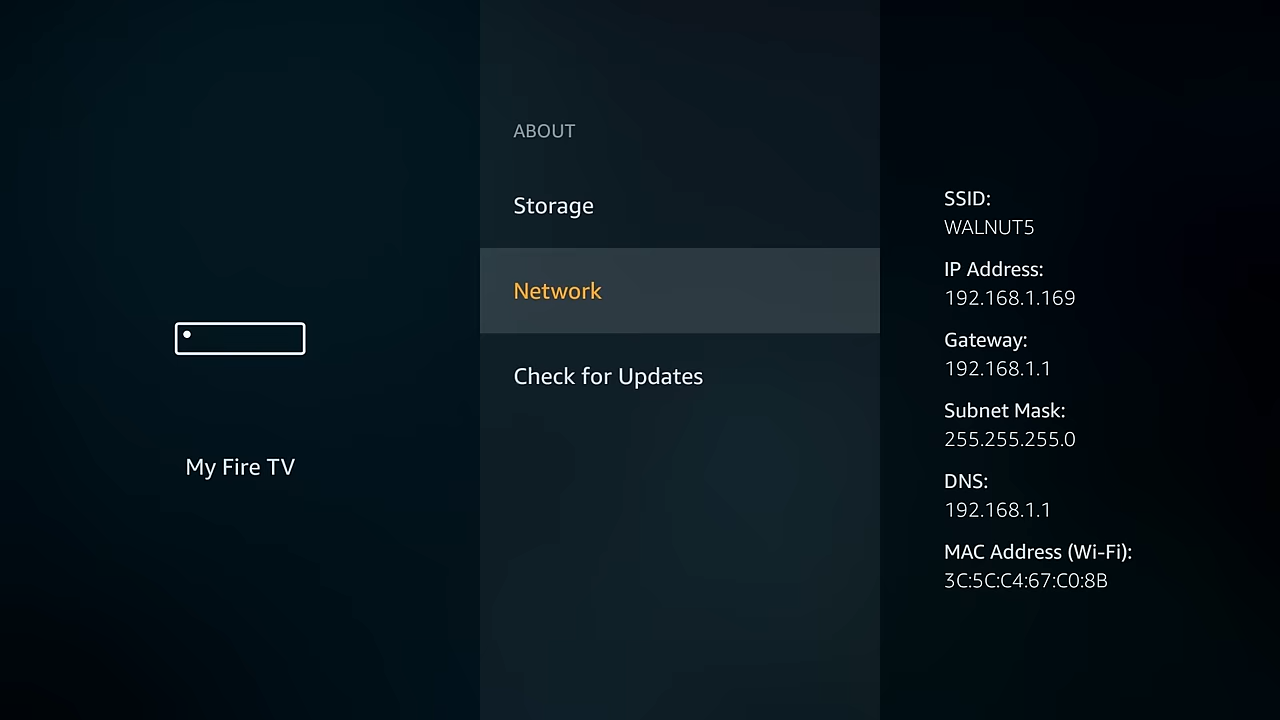 My Fire TV
ABOUT
Storage
Network
Check for Updates
SSID:
WALNUT5
IP Address:
192.168.1.169
Gateway:
192.168.1.1
Subnet Mask:
255.255.255.0
DNS:
192.168.1.1
MAC Address (Wi-Fi):
3C:5C:C4:67:C0:8B